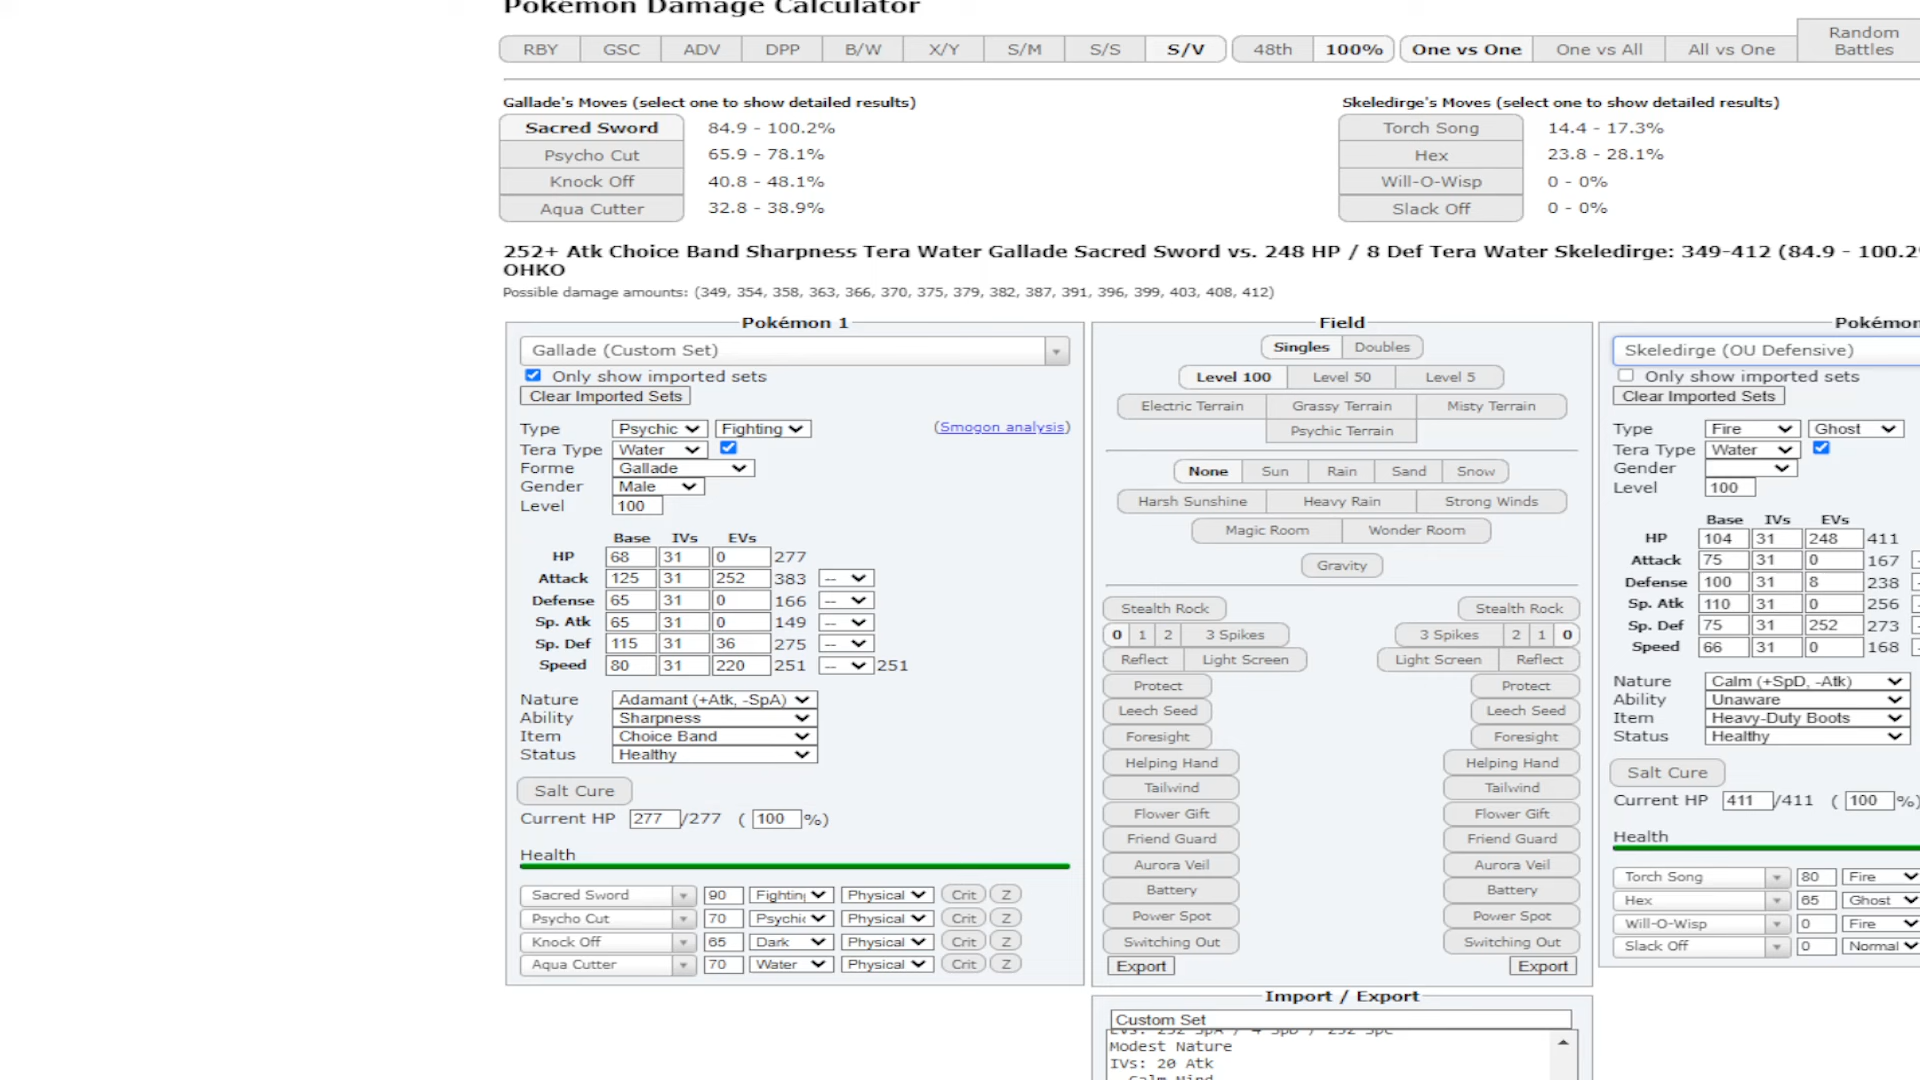 Pokémon Damage Calculator
RBY GSC ADV DPP B/W X/Y S/M S/S S/V 48th 100% One vs One One vs All All vs One Random Battles
Gallade's Moves (select one to show detailed results)
Sacred Sword 84.9 - 100.2%
Psycho Cut 65.9 - 78.1%
Knock Off 40.8 - 48.1%
Aqua Cutter 32.8 - 38.9%
Skeledirge's Moves (select one to show detailed results)
Torch Song 14.4 - 17.3%
Hex 23.8 - 28.1%
Will-O-Wisp 0 - 0%
Slack Off 0 - 0%
252+ Atk Choice Band Sharpness Tera Water Gallade Sacred Sword vs. 248 HP / 8 Def Tera Water Skeledirge: 349-412 (84.9 - 100.2%
OHKO
Possible damage amounts: (349, 354, 358, 363, 366, 370, 375, 379, 382, 387, 391, 396, 399, 403, 408, 412)
Pokémon 1
Gallade (Custom Set)
Only show imported sets
Clear Imported Sets
Type Psychic Fighting (Smogon analysis)
Tera Type Water
Forme Gallade
Gender Male
Level 100
Base IVs EVs
HP 68 31 0 277
Attack 125 31 252 383 --
Defense 65 31 0 166 --
Sp. Atk 65 31 0 149 --
Sp. Def 115 31 36 275 --
Speed 80 31 220 251 -- 251
Nature Adamant (+Atk, -SpA)
Ability Sharpness
Item Choice Band
Status Healthy
Salt Cure
Current HP 277 /277 ( 100 %)
Health
Sacred Sword 90 Fightin Physical Crit Z
Psycho Cut 70 Psychic Physical Crit Z
Knock Off 65 Dark Physical Crit Z
Aqua Cutter 70 Water Physical Crit Z
Field
Singles Doubles
Level 100 Level 50 Level 5
Electric Terrain Grassy Terrain Misty Terrain
Psychic Terrain
None Sun Rain Sand Snow
Harsh Sunshine Heavy Rain Strong Winds
Magic Room Wonder Room
Gravity
Stealth Rock Stealth Rock
0 1 2 3 Spikes 3 Spikes 2 1 0
Reflect Light Screen Light Screen Reflect
Protect Protect
Leech Seed Leech Seed
Foresight Foresight
Helping Hand Helping Hand
Tailwind Tailwind
Flower Gift Flower Gift
Friend Guard Friend Guard
Aurora Veil Aurora Veil
Battery Battery
Power Spot Power Spot
Switching Out Switching Out
Export Export
Import / Export
Custom Set
EVs: 252 SpA / 4 SpD / 252 Spe
Modest Nature
IVs: 20 Atk
- Calm Mind
Pokémon
Skeledirge (OU Defensive)
Only show imported sets
Clear Imported Sets
Type Fire Ghost
Tera Type Water
Gender
Level 100
Base IVs EVs
HP 104 31 248 411
Attack 75 31 0 167
Defense 100 31 8 238
Sp. Atk 110 31 0 256
Sp. Def 75 31 252 273
Speed 66 31 0 168
Nature Calm (+SpD, -Atk)
Ability Unaware
Item Heavy-Duty Boots
Status Healthy
Salt Cure
Current HP 411 /411 ( 100 %)
Health
Torch Song 80 Fire
Hex 65 Ghost
Will-O-Wisp 0 Fire
Slack Off 0 Normal